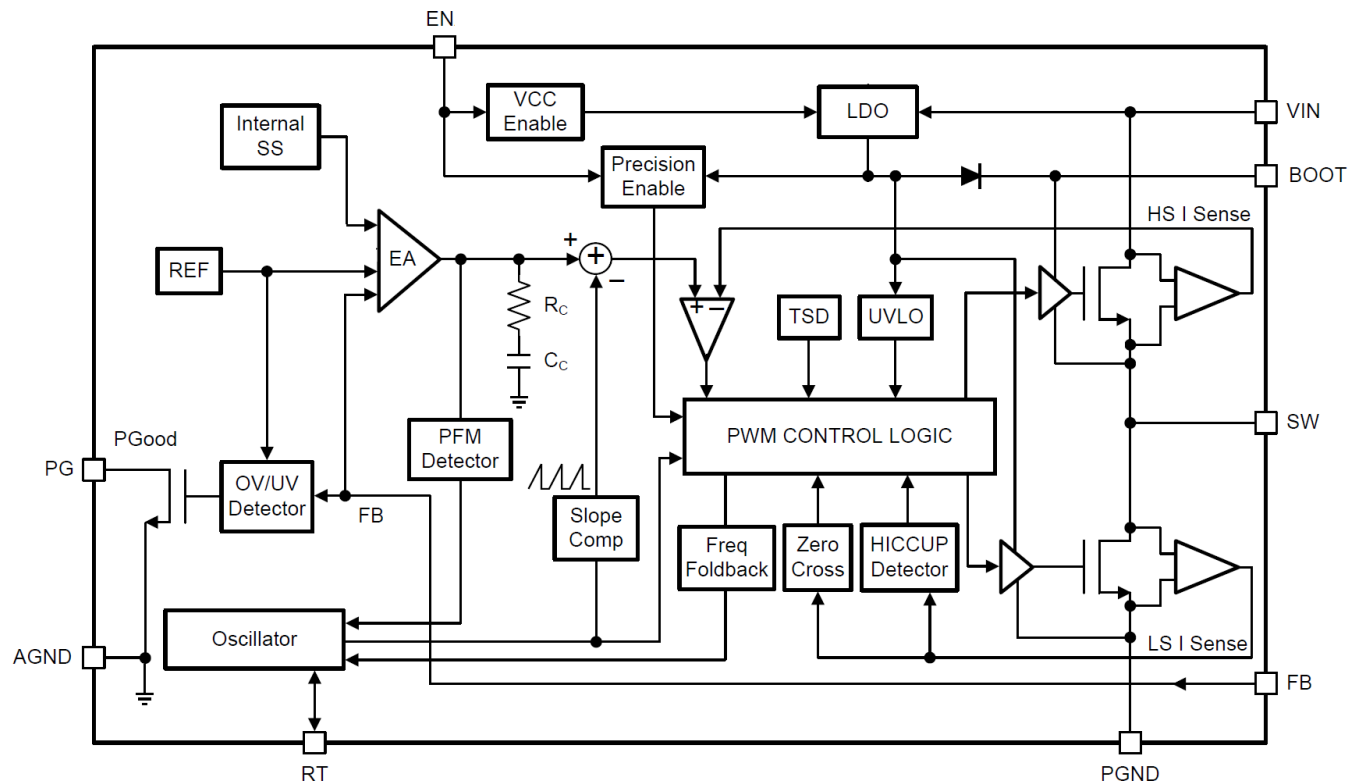 EN
VCC
Enable
LDO
VIN
Internal
SS
Precision
Enable
BOOT
HS I Sense
EA
+
+
−
REF
+ −
RC
CC
TSD
UVLO
PWM CONTROL LOGIC
SW
PGood
PG
OV/UV
Detector
FB
PFM
Detector
Slope
Comp
Freq
Foldback
Zero
Cross
HICCUP
Detector
Oscillator
LS I Sense
AGND
FB
RT
PGND